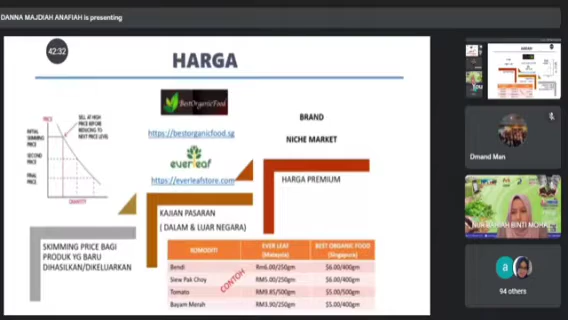 DANNA MAJDIAH ANAFIAH is presenting
42:32
HARGA
BestOrganicFood
https://bestorganicfood.sg
everleaf
https://everleafstore.com
BRAND
NICHE MARKET
HARGA PREMIUM
PRICE
SELL AT HIGH
PRICE BEFORE
REDUCING TO
NEXT PRICE LEVEL
INITIAL
SKIMMING
PRICE
SECOND
PRICE
FINAL
PRICE
QUANTITY
KAJIAN PASARAN
( DALAM & LUAR NEGARA)
SKIMMING PRICE BAGI
PRODUK YG BARU
DIHASILKAN/DIKELUARKAN
KOMODITI EVER LEAF (Malaysia) BEST ORGANIC FOOD (Singapura)
Bendi Rm6.00/250gm $6.00/400gm
Siew Pak Choy RM5.00/250gm $6.00/400gm
Tomato RM9.85/500gm $5.00/500gm
Bayam Merah RM3.90/250gm $5.00/400gm
CONTOH
You
Dmand Man
a
94 others